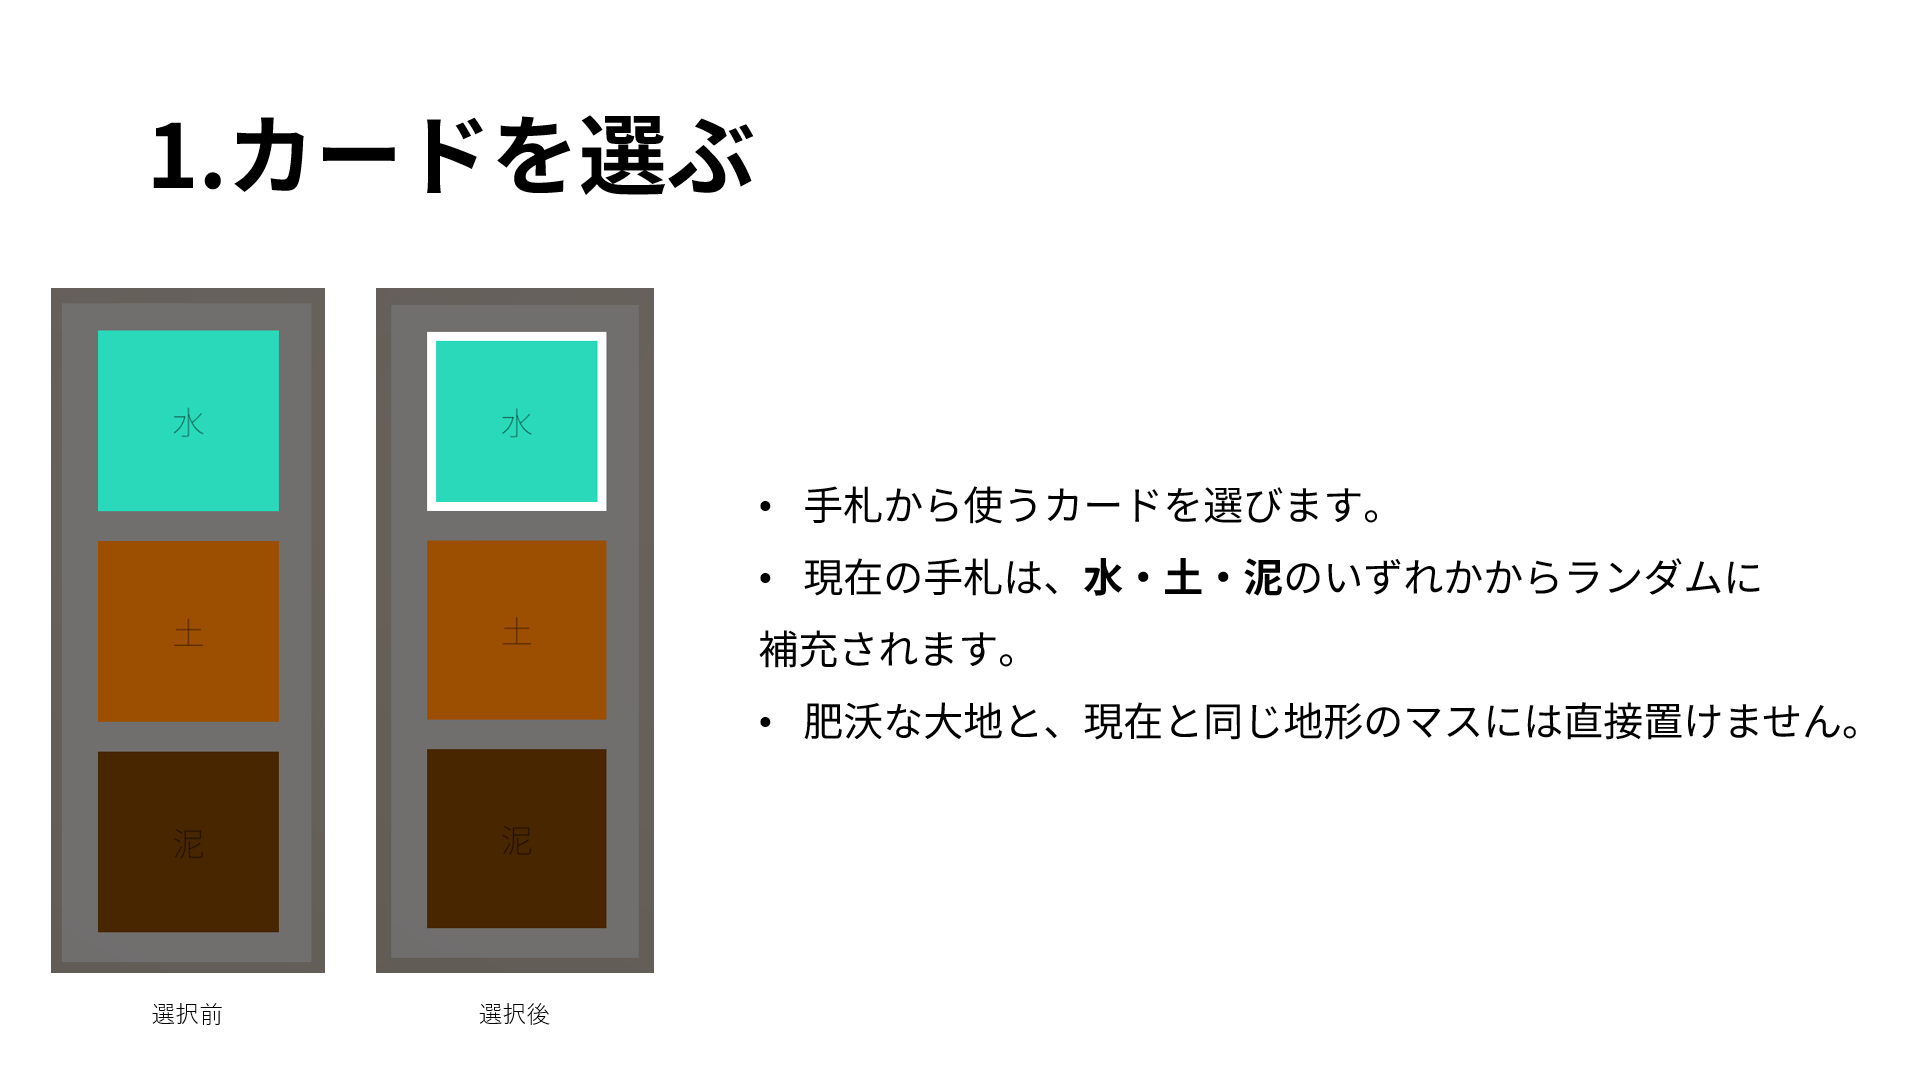 1.カードを選ぶ
水
土
泥
選択前
水
土
泥
選択後
• 手札から使うカードを選びます。
• 現在の手札は、水・土・泥のいずれかからランダムに
補充されます。
• 肥沃な大地と、現在と同じ地形のマスには直接置けません。